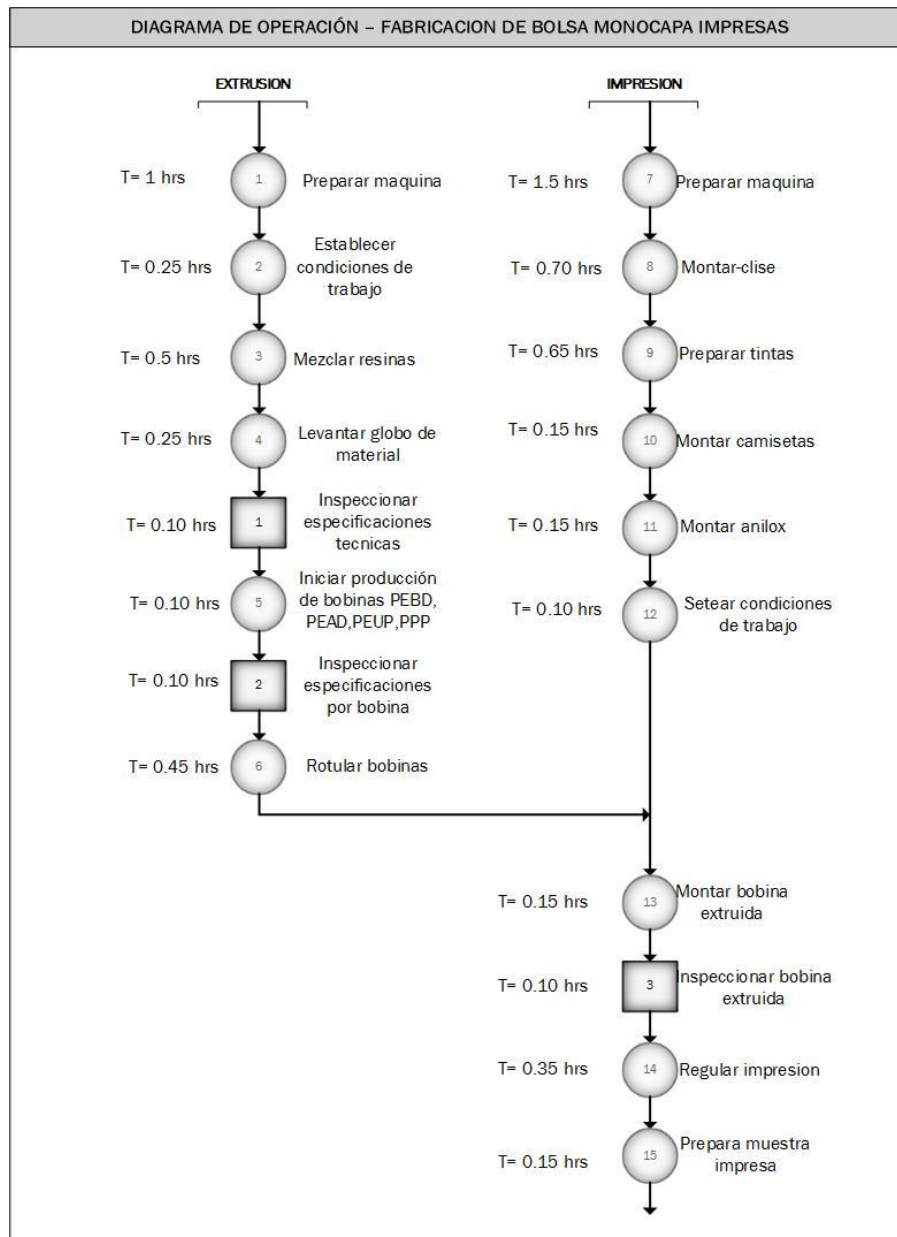 DIAGRAMA DE OPERACIÓN – FABRICACION DE BOLSA MONOCAPA IMPRESAS
EXTRUSION
T= 1 hrs
1
Preparar maquina
T= 0.25 hrs
2
Establecer
condiciones de
trabajo
T= 0.5 hrs
3
Mezclar resinas
T= 0.25 hrs
4
Levantar globo de
material
T= 0.10 hrs
1
Inspeccionar
especificaciones
tecnicas
T= 0.10 hrs
5
Iniciar producción
de bobinas PEBD,
PEAD,PEUP,PPP
T= 0.10 hrs
2
Inspeccionar
especificaciones
por bobina
T= 0.45 hrs
6
Rotular bobinas
IMPRESION
T= 1.5 hrs
7
Preparar maquina
T= 0.70 hrs
8
Montar-clise
T= 0.65 hrs
9
Preparar tintas
T= 0.15 hrs
10
Montar camisetas
T= 0.15 hrs
11
Montar anilox
T= 0.10 hrs
12
Setear condiciones
de trabajo
T= 0.15 hrs
13
Montar bobina
extruida
T= 0.10 hrs
3
Inspeccionar bobina
extruida
T= 0.35 hrs
14
Regular impresion
T= 0.15 hrs
15
Prepara muestra
impresa